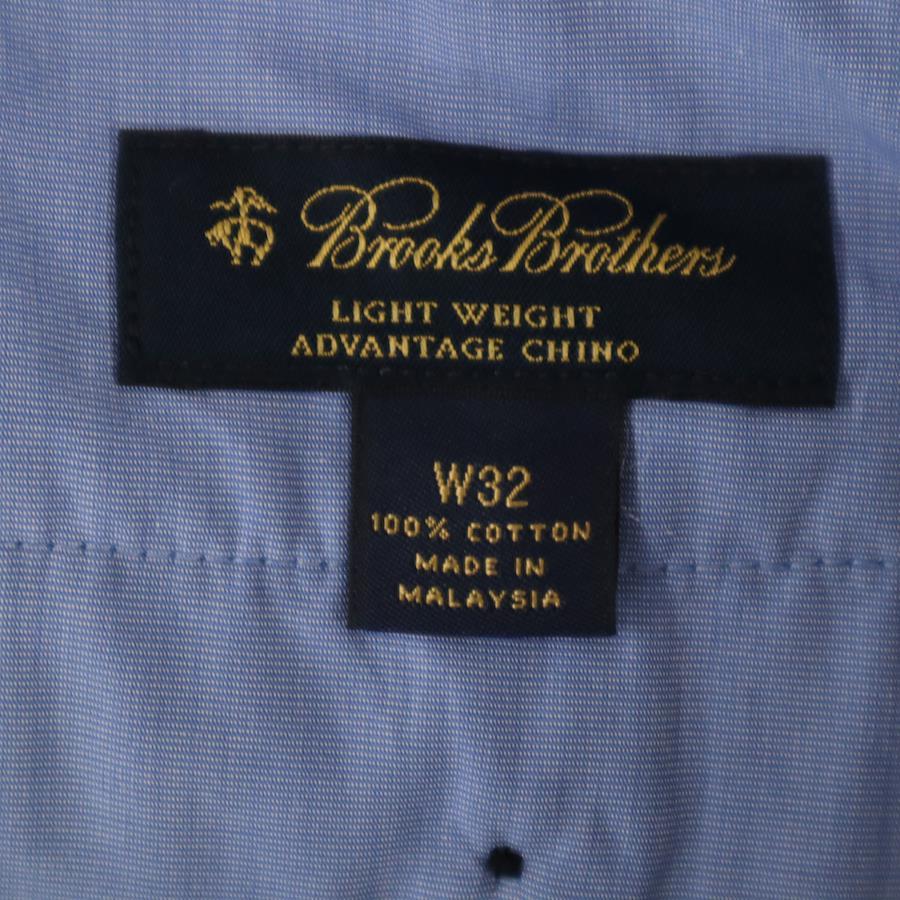 Brooks Brothers
LIGHT WEIGHT
ADVANTAGE CHINO
W32
100% COTTON
MADE IN
MALAYSIA